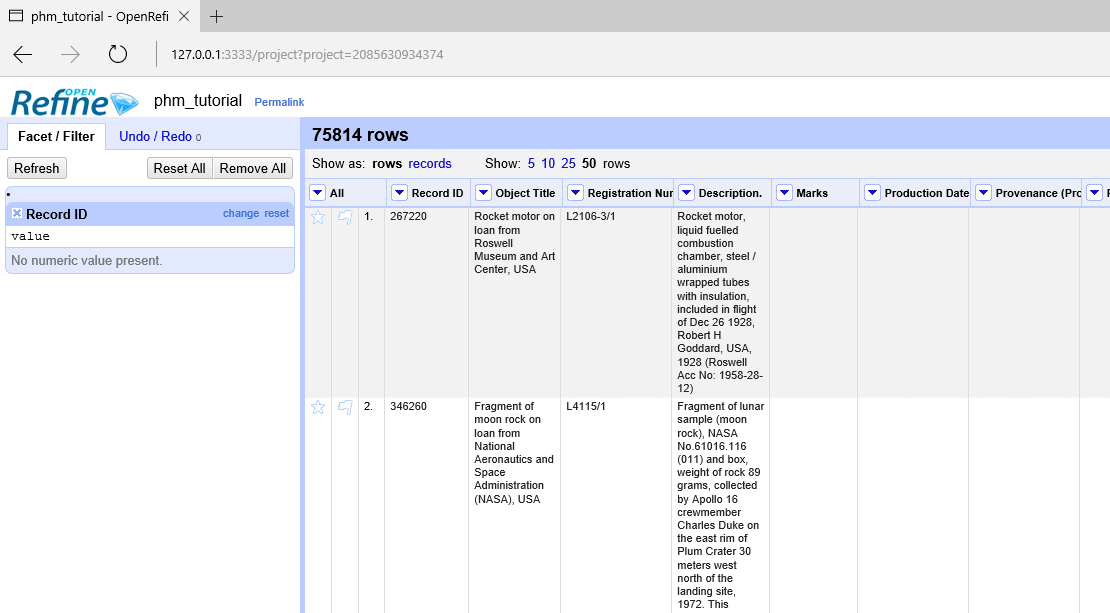 phm_tutorial - OpenRefi
127.0.0.1:3333/project?project=2085630934374
OPEN
Refine
phm_tutorial Permalink
Facet / Filter Undo / Redo 0
75814 rows
Refresh Reset All Remove All
Show as: rows records Show: 5 10 25 50 rows
Record ID change reset
value
No numeric value present.
All Record ID Object Title Registration Nur Description. Marks Production Date Provenance (Pro
1. 267220
Rocket motor on
loan from
Roswell
Museum and Art
Center, USA
L2106-3/1
Rocket motor,
liquid fuelled
combustion
chamber, steel /
aluminium
wrapped tubes
with insulation,
included in flight
of Dec 26 1928,
Robert H
Goddard, USA,
1928 (Roswell
Acc No: 1958-28-
12)
2. 346260
Fragment of
moon rock on
loan from
National
Aeronautics and
Space
Administration
(NASA), USA
L4115/1
Fragment of lunar
sample (moon
rock), NASA
No.61016.116
(011) and box,
weight of rock 89
grams, collected
by Apollo 16
crewmember
Charles Duke on
the east rim of
Plum Crater 30
meters west
north of the
landing site,
1972. This